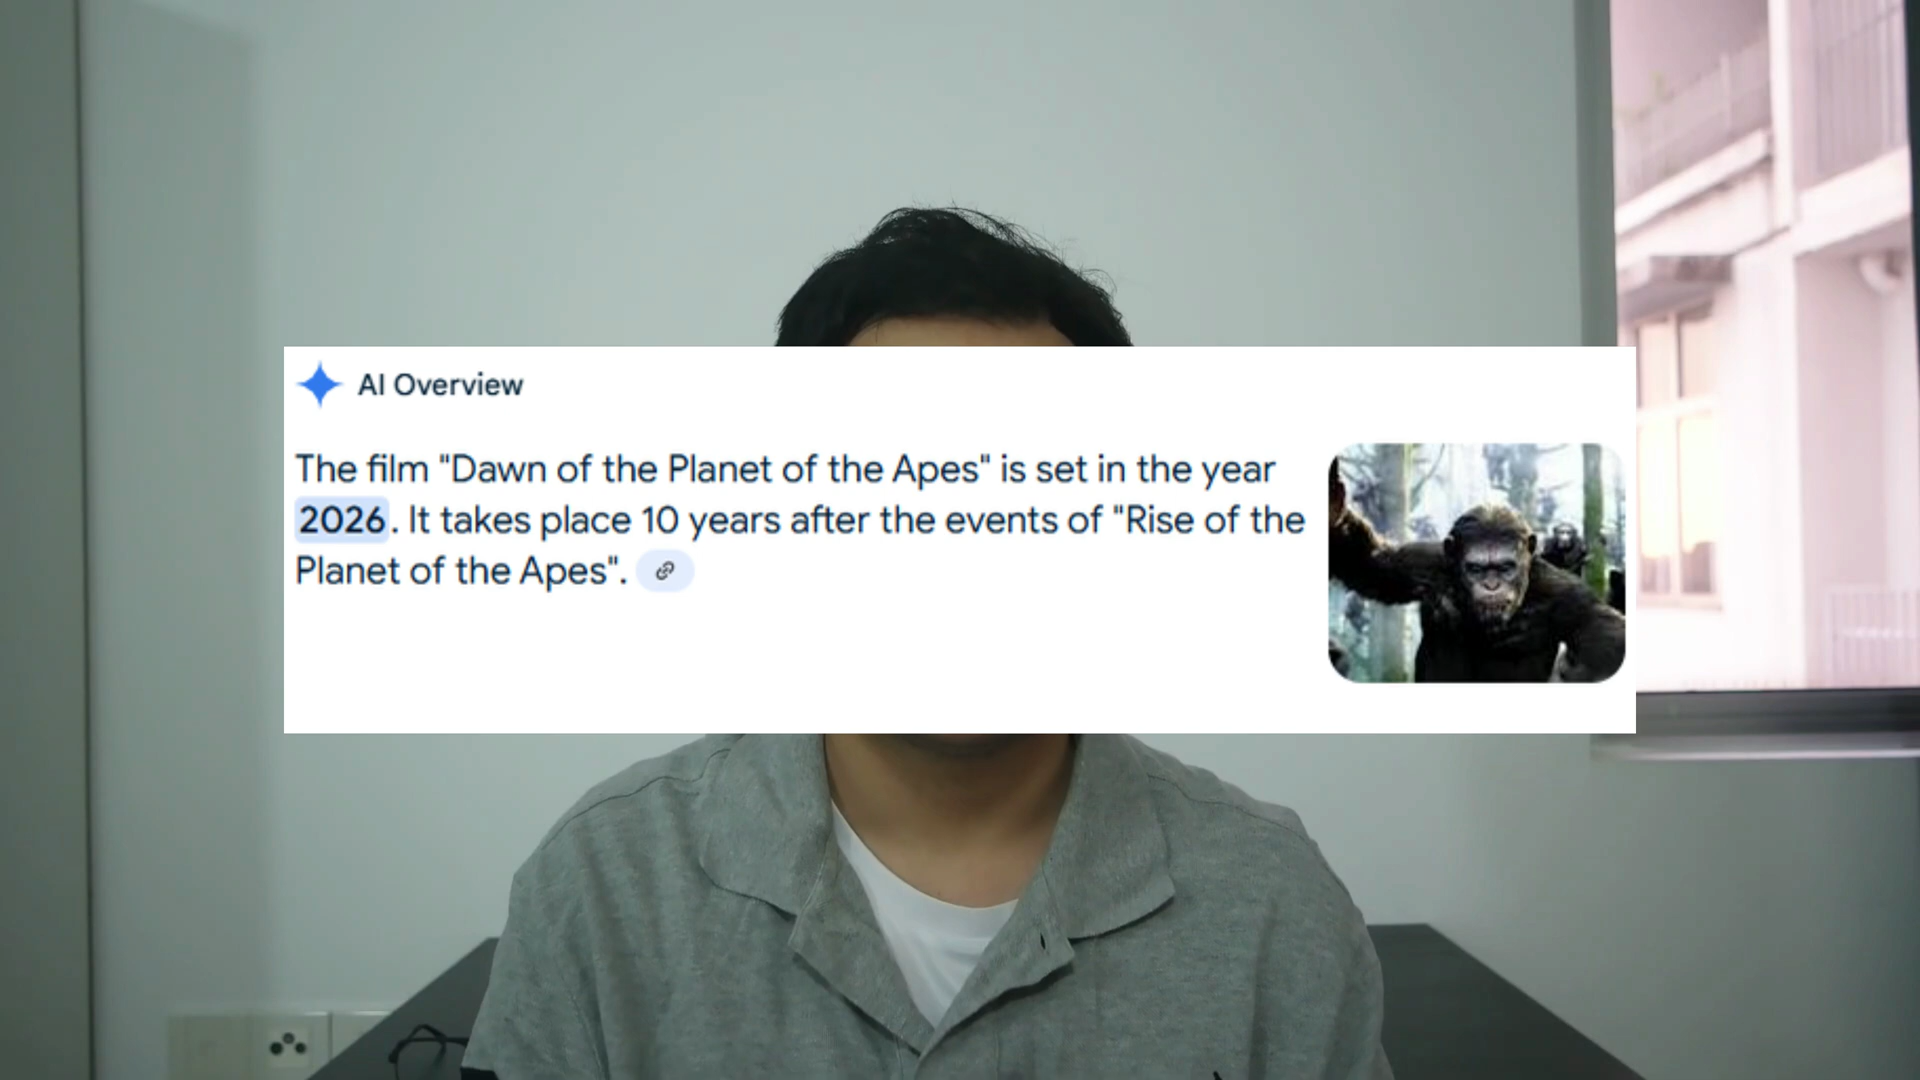 AI Overview
The film "Dawn of the Planet of the Apes" is set in the year
2026. It takes place 10 years after the events of "Rise of the
Planet of the Apes".